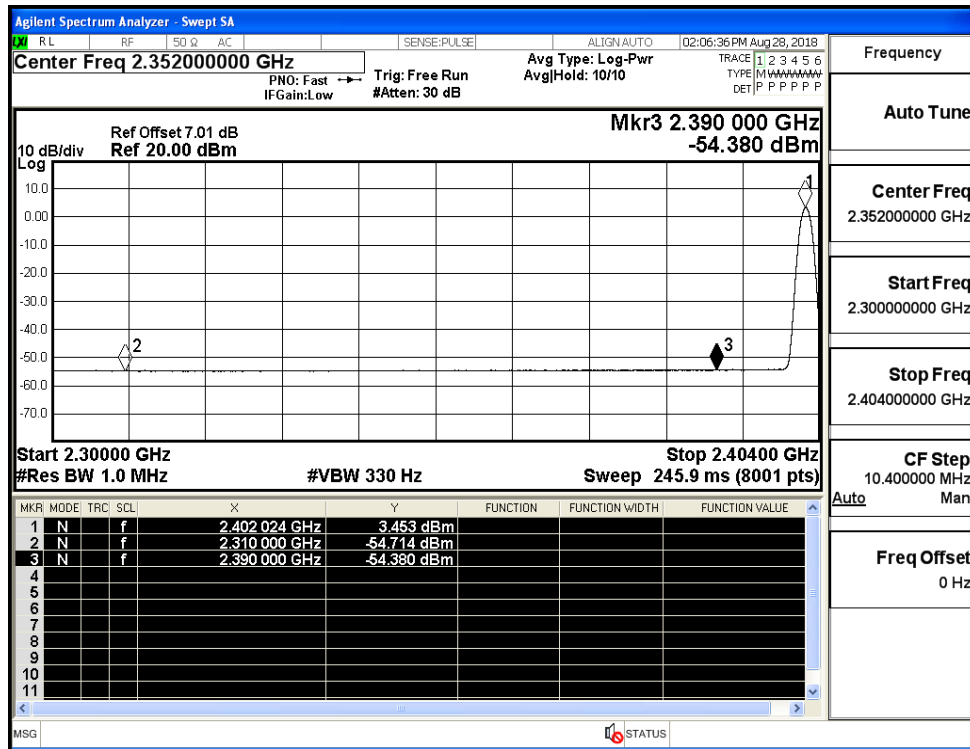 Agilent Spectrum Analyzer - Swept SA
LXI RL RF 50 Ω AC SENSE:PULSE ALIGN AUTO 02:06:36 PM Aug 28, 2018
Center Freq 2.352000000 GHz
PNO: Fast
IFGain:Low
Trig: Free Run
#Atten: 30 dB
Avg Type: Log-Pwr
Avg|Hold: 10/10
TRACE 1 2 3 4 5 6
TYPE M W W W W W
DET P P P P P P
Mkr3 2.390 000 GHz
-54.380 dBm
Ref Offset 7.01 dB
10 dB/div Ref 20.00 dBm
Log
10.0
0.00
-10.0
-20.0
-30.0
-40.0
-50.0
-60.0
-70.0
1
2
3
Start 2.30000 GHz Stop 2.40400 GHz
#Res BW 1.0 MHz #VBW 330 Hz Sweep 245.9 ms (8001 pts)
MKR MODE TRC SCL X Y FUNCTION FUNCTION WIDTH FUNCTION VALUE
1 N f 2.402 024 GHz 3.453 dBm
2 N f 2.310 000 GHz -54.714 dBm
3 N f 2.390 000 GHz -54.380 dBm
4
5
6
7
8
9
10
11
MSG STATUS
Frequency
Auto Tune
Center Freq
2.352000000 GHz
Start Freq
2.300000000 GHz
Stop Freq
2.404000000 GHz
CF Step
10.400000 MHz
Auto Man
Freq Offset
0 Hz